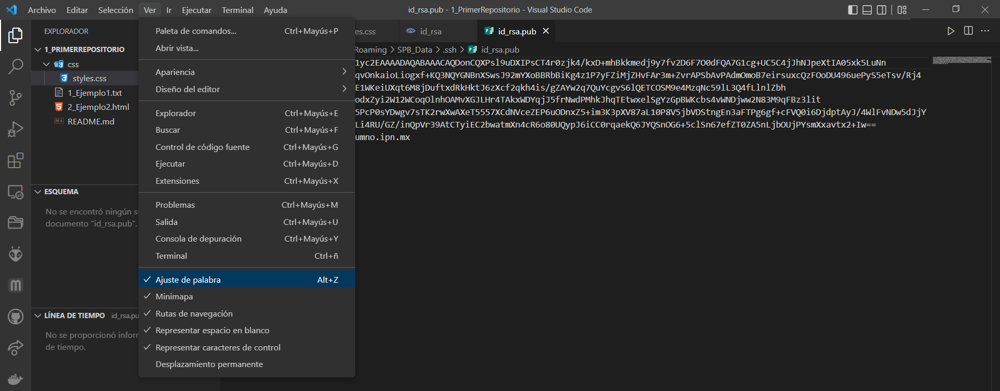 Archivo Editar Selección Ver Ir Ejecutar Terminal Ayuda
id_rsa.pub - 1_PrimerRepositorio - Visual Studio Code
EXPLORADOR
1_PRIMERREPOSITORIO
css
styles.css
1_Ejemplo1.txt
2_Ejemplo2.html
README.md
ESQUEMA
No se encontró ningún s
documento "id_rsa.pub".
LÍNEA DE TIEMPO id_rsa.pu
No se proporcionó infor
de tiempo.
Paleta de comandos... Ctrl+Mayús+P
Abrir vista...
Apariencia
Diseño del editor
Explorador Ctrl+Mayús+E
Buscar Ctrl+Mayús+F
Control de código fuente Ctrl+Mayús+G
Ejecutar Ctrl+Mayús+D
Extensiones Ctrl+Mayús+X
Problemas Ctrl+Mayús+M
Salida Ctrl+Mayús+U
Consola de depuración Ctrl+Mayús+Y
Terminal Ctrl+ñ
Ajuste de palabra Alt+Z
Minimapa
Rutas de navegación
Representar espacio en blanco
Representar caracteres de control
Desplazamiento permanente
es.css id_rsa id_rsa.pub
Roaming > SPB_Data > .ssh > id_rsa.pub
1yc2EAAAADAQABAAACAQDonCQXPsl9uDXIPsCT4r0zjk4/kxD+mhBkkmedj9y7fv2D6F7O0dFQA7G1cg+UC5C4jJhNJpeXtIA05xk5LuNn
qvOnkaioLiogxf+KQ3NQYGNBnXSwsJ92mYXoBBRbBiKg4z1P7yFZiMjZHvFAr3m+ZvrAPSbAvPAdmOmoB7eirsuxcQzFOoDU496uePyS5eTsv/Rj4
E1WKeiUXqt6M8jDuftxdRkHktJ6zXcf2qkh4is/gZAYw2q7QuYcgvS6lQETCOSM9e4MzqNc59lL3Q4fLlnlZbh
odxZyi2W12WCoqOlnhOAMvXGJLHr4TAkxWDYqjJ5frNwdPMhkJhqTEtwxelSgYzGpBWKcbs4vWNDjww2N83M9qFBz3lit
5PcP0sYDwgv7sTK2rwXwAXeT5557XCdNVceZEP6uODnxZ5+im3K3pXV87aL10P8V5jbVDStngEn3aFTPg6gf+cFVQ0i6DjdptAyJ/4WlFvNDw5dJjY
Li4RU/GZ/inQpVr39AtCTyiEC2bwatmXn4cR6o80UQypJ6iCC0rqaekQ6JYQSnOG6+5clSn67efZT0ZA5nLjbOUjPYsmXxavtx2+Iw==
umno.ipn.mx